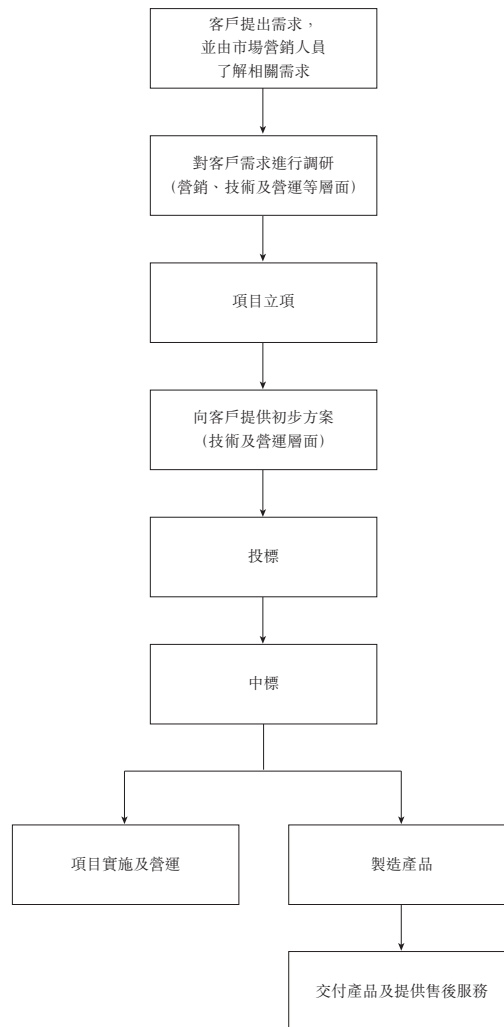 客戶提出需求，
並由市場營銷人員
了解相關需求
對客戶需求進行調研
(營銷、技術及營運等層面)
項目立項
向客戶提供初步方案
(技術及營運層面)
投標
中標
項目實施及營運
製造產品
交付產品及提供售後服務